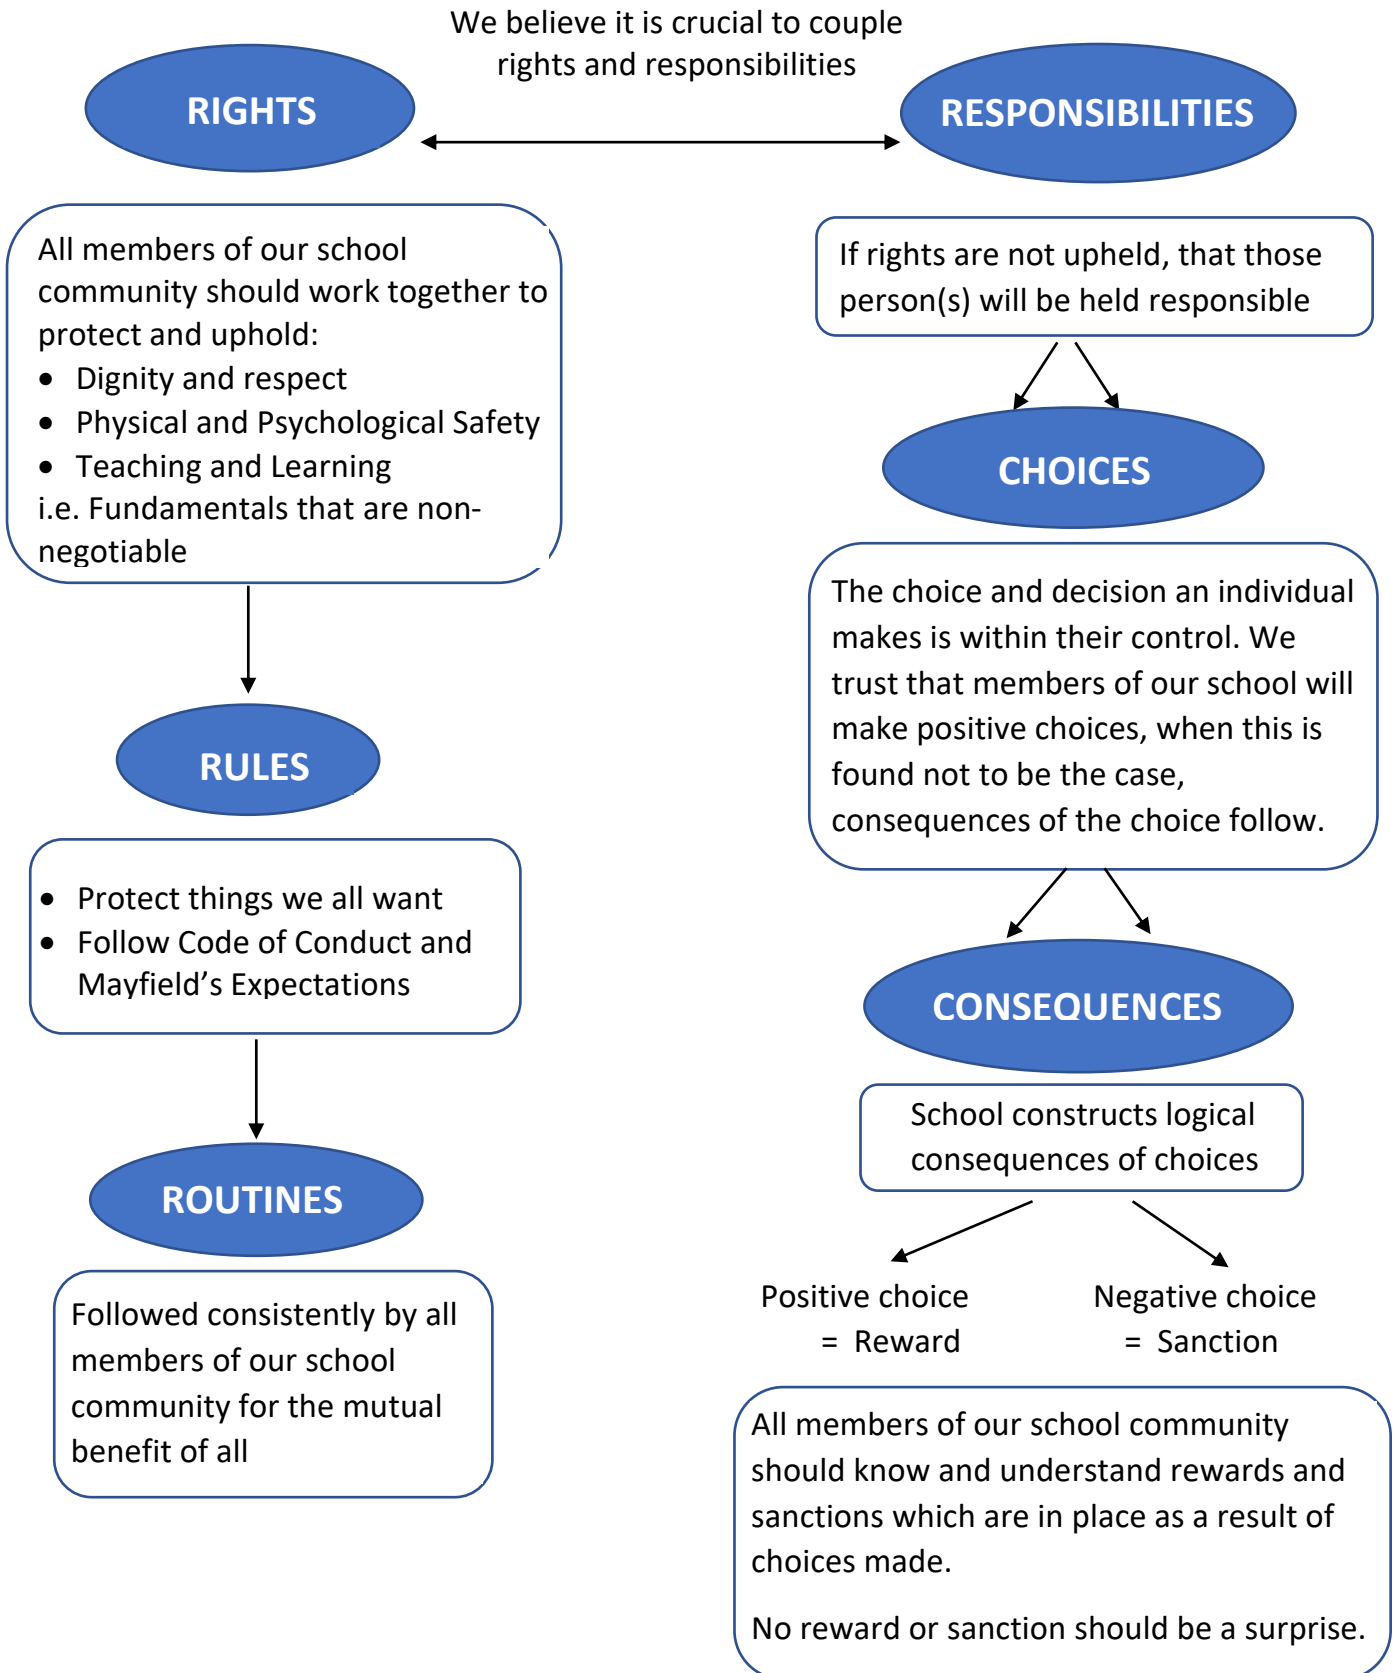 We believe it is crucial to couple
rights and responsibilities
RIGHTS
RESPONSIBILITIES
All members of our school
community should work together to
protect and uphold:
• Dignity and respect
• Physical and Psychological Safety
• Teaching and Learning
i.e. Fundamentals that are non-
negotiable
RULES
• Protect things we all want
• Follow Code of Conduct and
Mayfield’s Expectations
ROUTINES
Followed consistently by all
members of our school
community for the mutual
benefit of all
If rights are not upheld, that those
person(s) will be held responsible
CHOICES
The choice and decision an individual
makes is within their control. We
trust that members of our school will
make positive choices, when this is
found not to be the case,
consequences of the choice follow.
CONSEQUENCES
School constructs logical
consequences of choices
Positive choice
= Reward
Negative choice
= Sanction
All members of our school community
should know and understand rewards and
sanctions which are in place as a result of
choices made.
No reward or sanction should be a surprise.